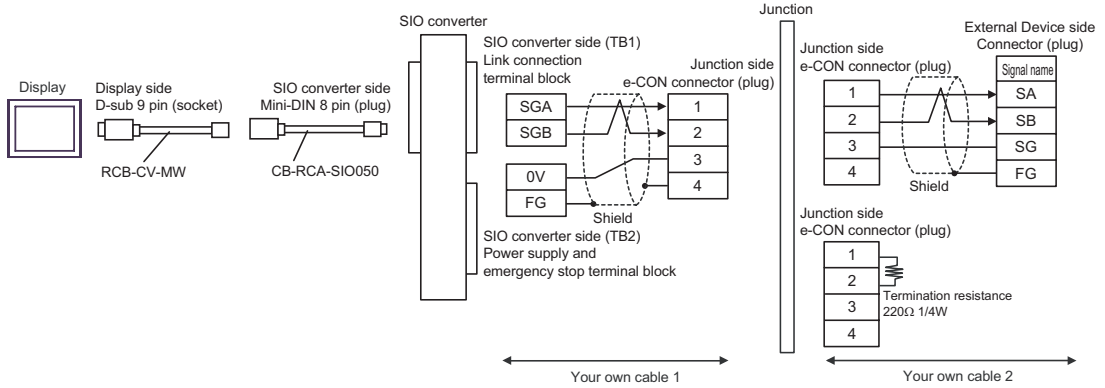 Display
Display side
D-sub 9 pin (socket)
RCB-CV-MW
SIO converter side
Mini-DIN 8 pin (plug)
CB-RCA-SIO050
SIO converter
SIO converter side (TB1)
Link connection
terminal block
SGA
SGB
0V
FG
Shield
SIO converter side (TB2)
Power supply and
emergency stop terminal block
Junction side
e-CON connector (plug)
1
2
3
4
Your own cable 1
Junction
Junction side
e-CON connector (plug)
1
2
3
4
Shield
External Device side
Connector (plug)
Signal name
SA
SB
SG
FG
Junction side
e-CON connector (plug)
1
2
3
4
Termination resistance
220Ω 1/4W
Your own cable 2